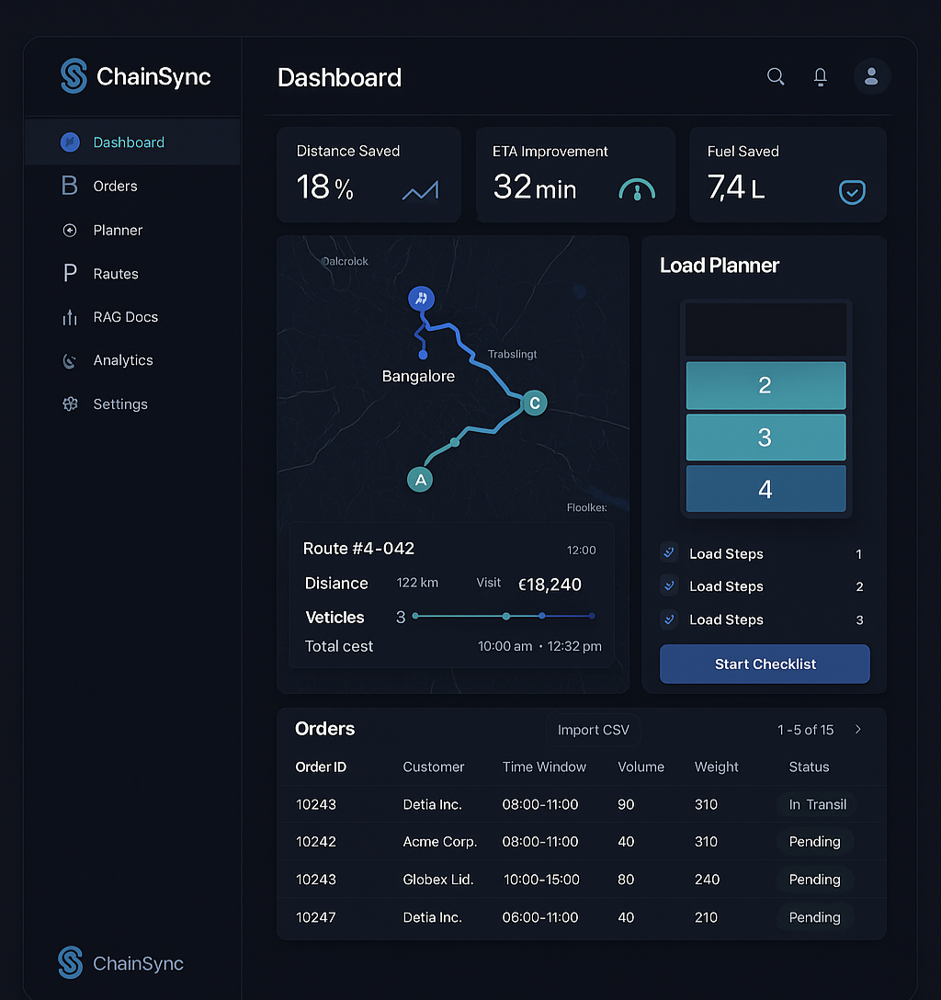 ChainSync
Dashboard
Dashboard
B Orders
Planner
P Rautes
RAG Docs
Analytics
Settings
Distance Saved
18 %
ETA Improvement
32 min
Fuel Saved
7,4 L
Dalcrolok
Trabslingt
Bangalore
C
A
Floolkex:
Route #4-042 12:00
Disiance 122 km Visit €18,240
Veticles 3
Total cest 10:00 am • 12:32 pm
Load Planner
2
3
4
Load Steps 1
Load Steps 2
Load Steps 3
Start Checklist
Orders Import CSV 1 -5 of 15
Order ID Customer Time Window Volume Weight Status
10243 Detia Inc. 08:00-11:00 90 310 In Transil
10242 Acme Corp. 08:00-11:00 40 310 Pending
10243 Globex Lid. 10:00-15:00 80 240 Pending
10247 Detia Inc. 06:00-11:00 40 210 Pending
ChainSync